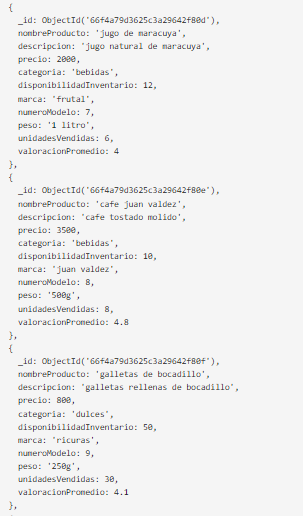 {
_id: ObjectId('66f4a79d3625c3a29642f80d'),
nombreProducto: 'jugo de maracuya',
descripcion: 'jugo natural de maracuya',
precio: 2000,
categoria: 'bebidas',
disponibilidadInventario: 12,
marca: 'frutal',
numeroModelo: 7,
peso: '1 litro',
unidadesVendidas: 6,
valoracionPromedio: 4
},
{
_id: ObjectId('66f4a79d3625c3a29642f80e'),
nombreProducto: 'cafe juan valdez',
descripcion: 'cafe tostado molido',
precio: 3500,
categoria: 'bebidas',
disponibilidadInventario: 10,
marca: 'juan valdez',
numeroModelo: 8,
peso: '500g',
unidadesVendidas: 8,
valoracionPromedio: 4.8
},
{
_id: ObjectId('66f4a79d3625c3a29642f80f'),
nombreProducto: 'galletas de bocadillo',
descripcion: 'galletas rellenas de bocadillo',
precio: 800,
categoria: 'dulces',
disponibilidadInventario: 50,
marca: 'ricuras',
numeroModelo: 9,
peso: '250g',
unidadesVendidas: 30,
valoracionPromedio: 4.1
},